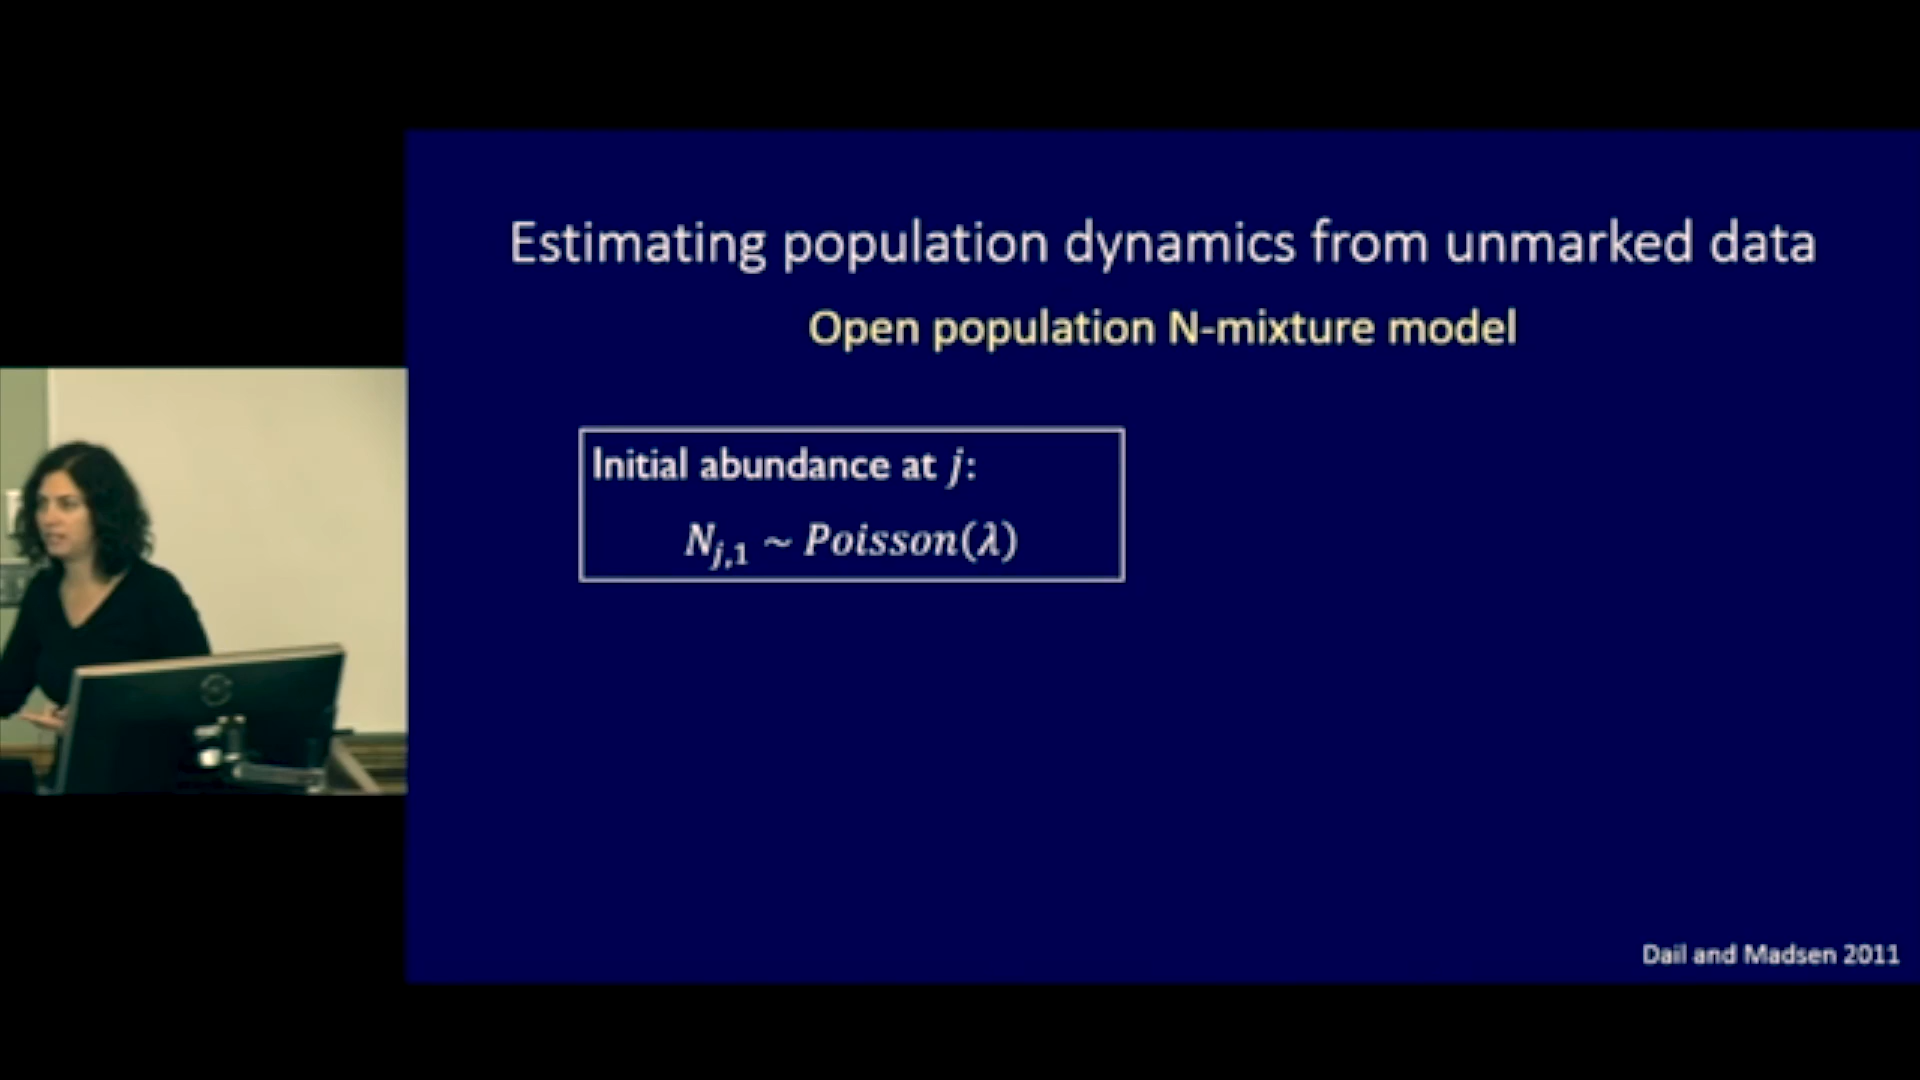 Estimating population dynamics from unmarked data
Open population N-mixture model
Initial abundance at j:
N_{j,1} ~ Poisson(λ)
Dail and Madsen 2011